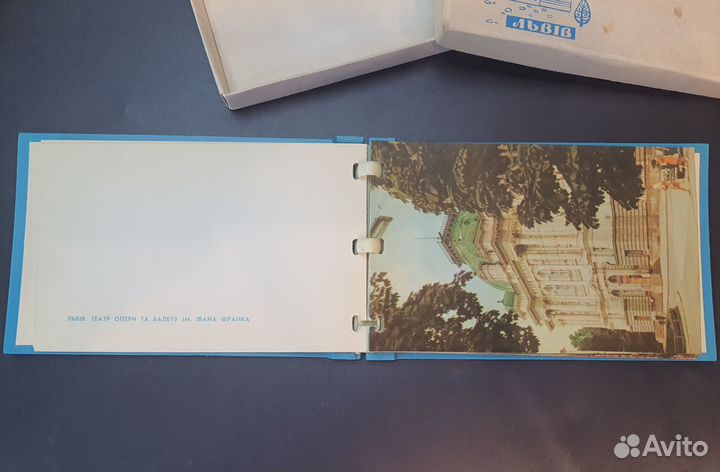 ЛЬВІВ
ЛЬВІВ. ТЕАТР ОПЕРИ ТА БАЛЕТУ ІМ. ІВАНА ФРАНКА
Avito